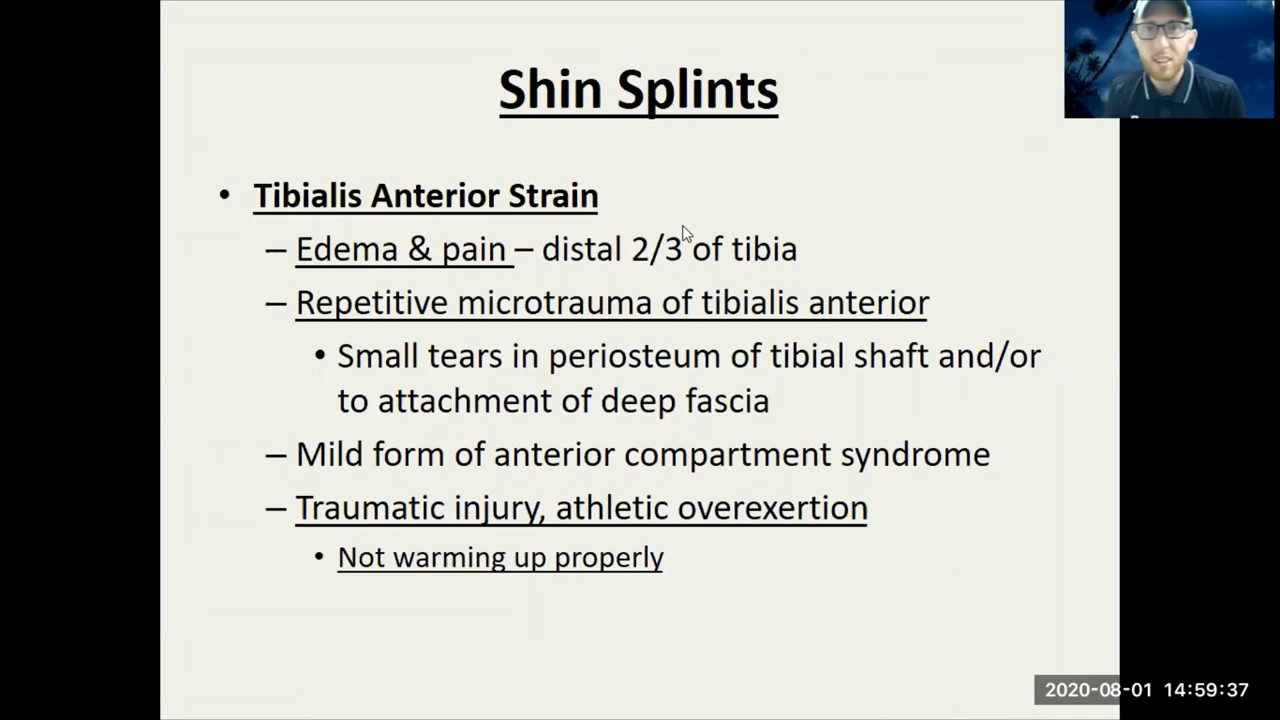 Shin Splints
• Tibialis Anterior Strain
– Edema & pain – distal 2/3 of tibia
– Repetitive microtrauma of tibialis anterior
• Small tears in periosteum of tibial shaft and/or
to attachment of deep fascia
– Mild form of anterior compartment syndrome
– Traumatic injury, athletic overexertion
• Not warming up properly
2020-08-01 14:59:37